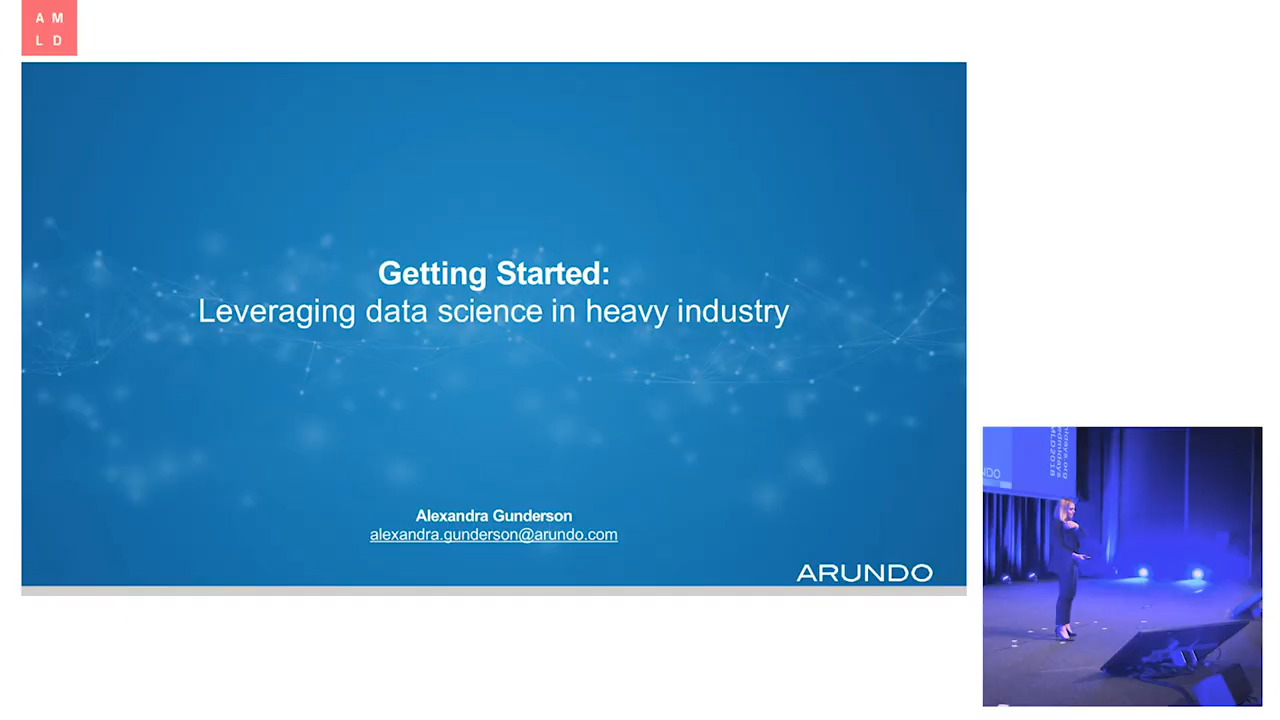 A M
L D
Getting Started:
Leveraging data science in heavy industry
Alexandra Gunderson
alexandra.gunderson@arundo.com
ARUNDO